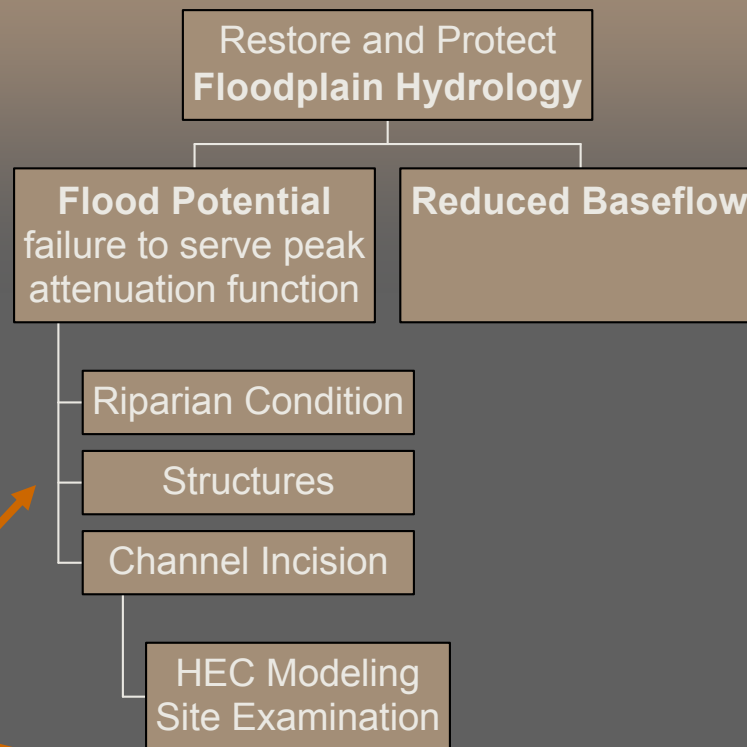 Restore and Protect
Floodplain Hydrology
Flood Potential
failure to serve peak
attenuation function
Reduced Baseflow
Riparian Condition
Structures
Channel Incision
HEC Modeling
Site Examination